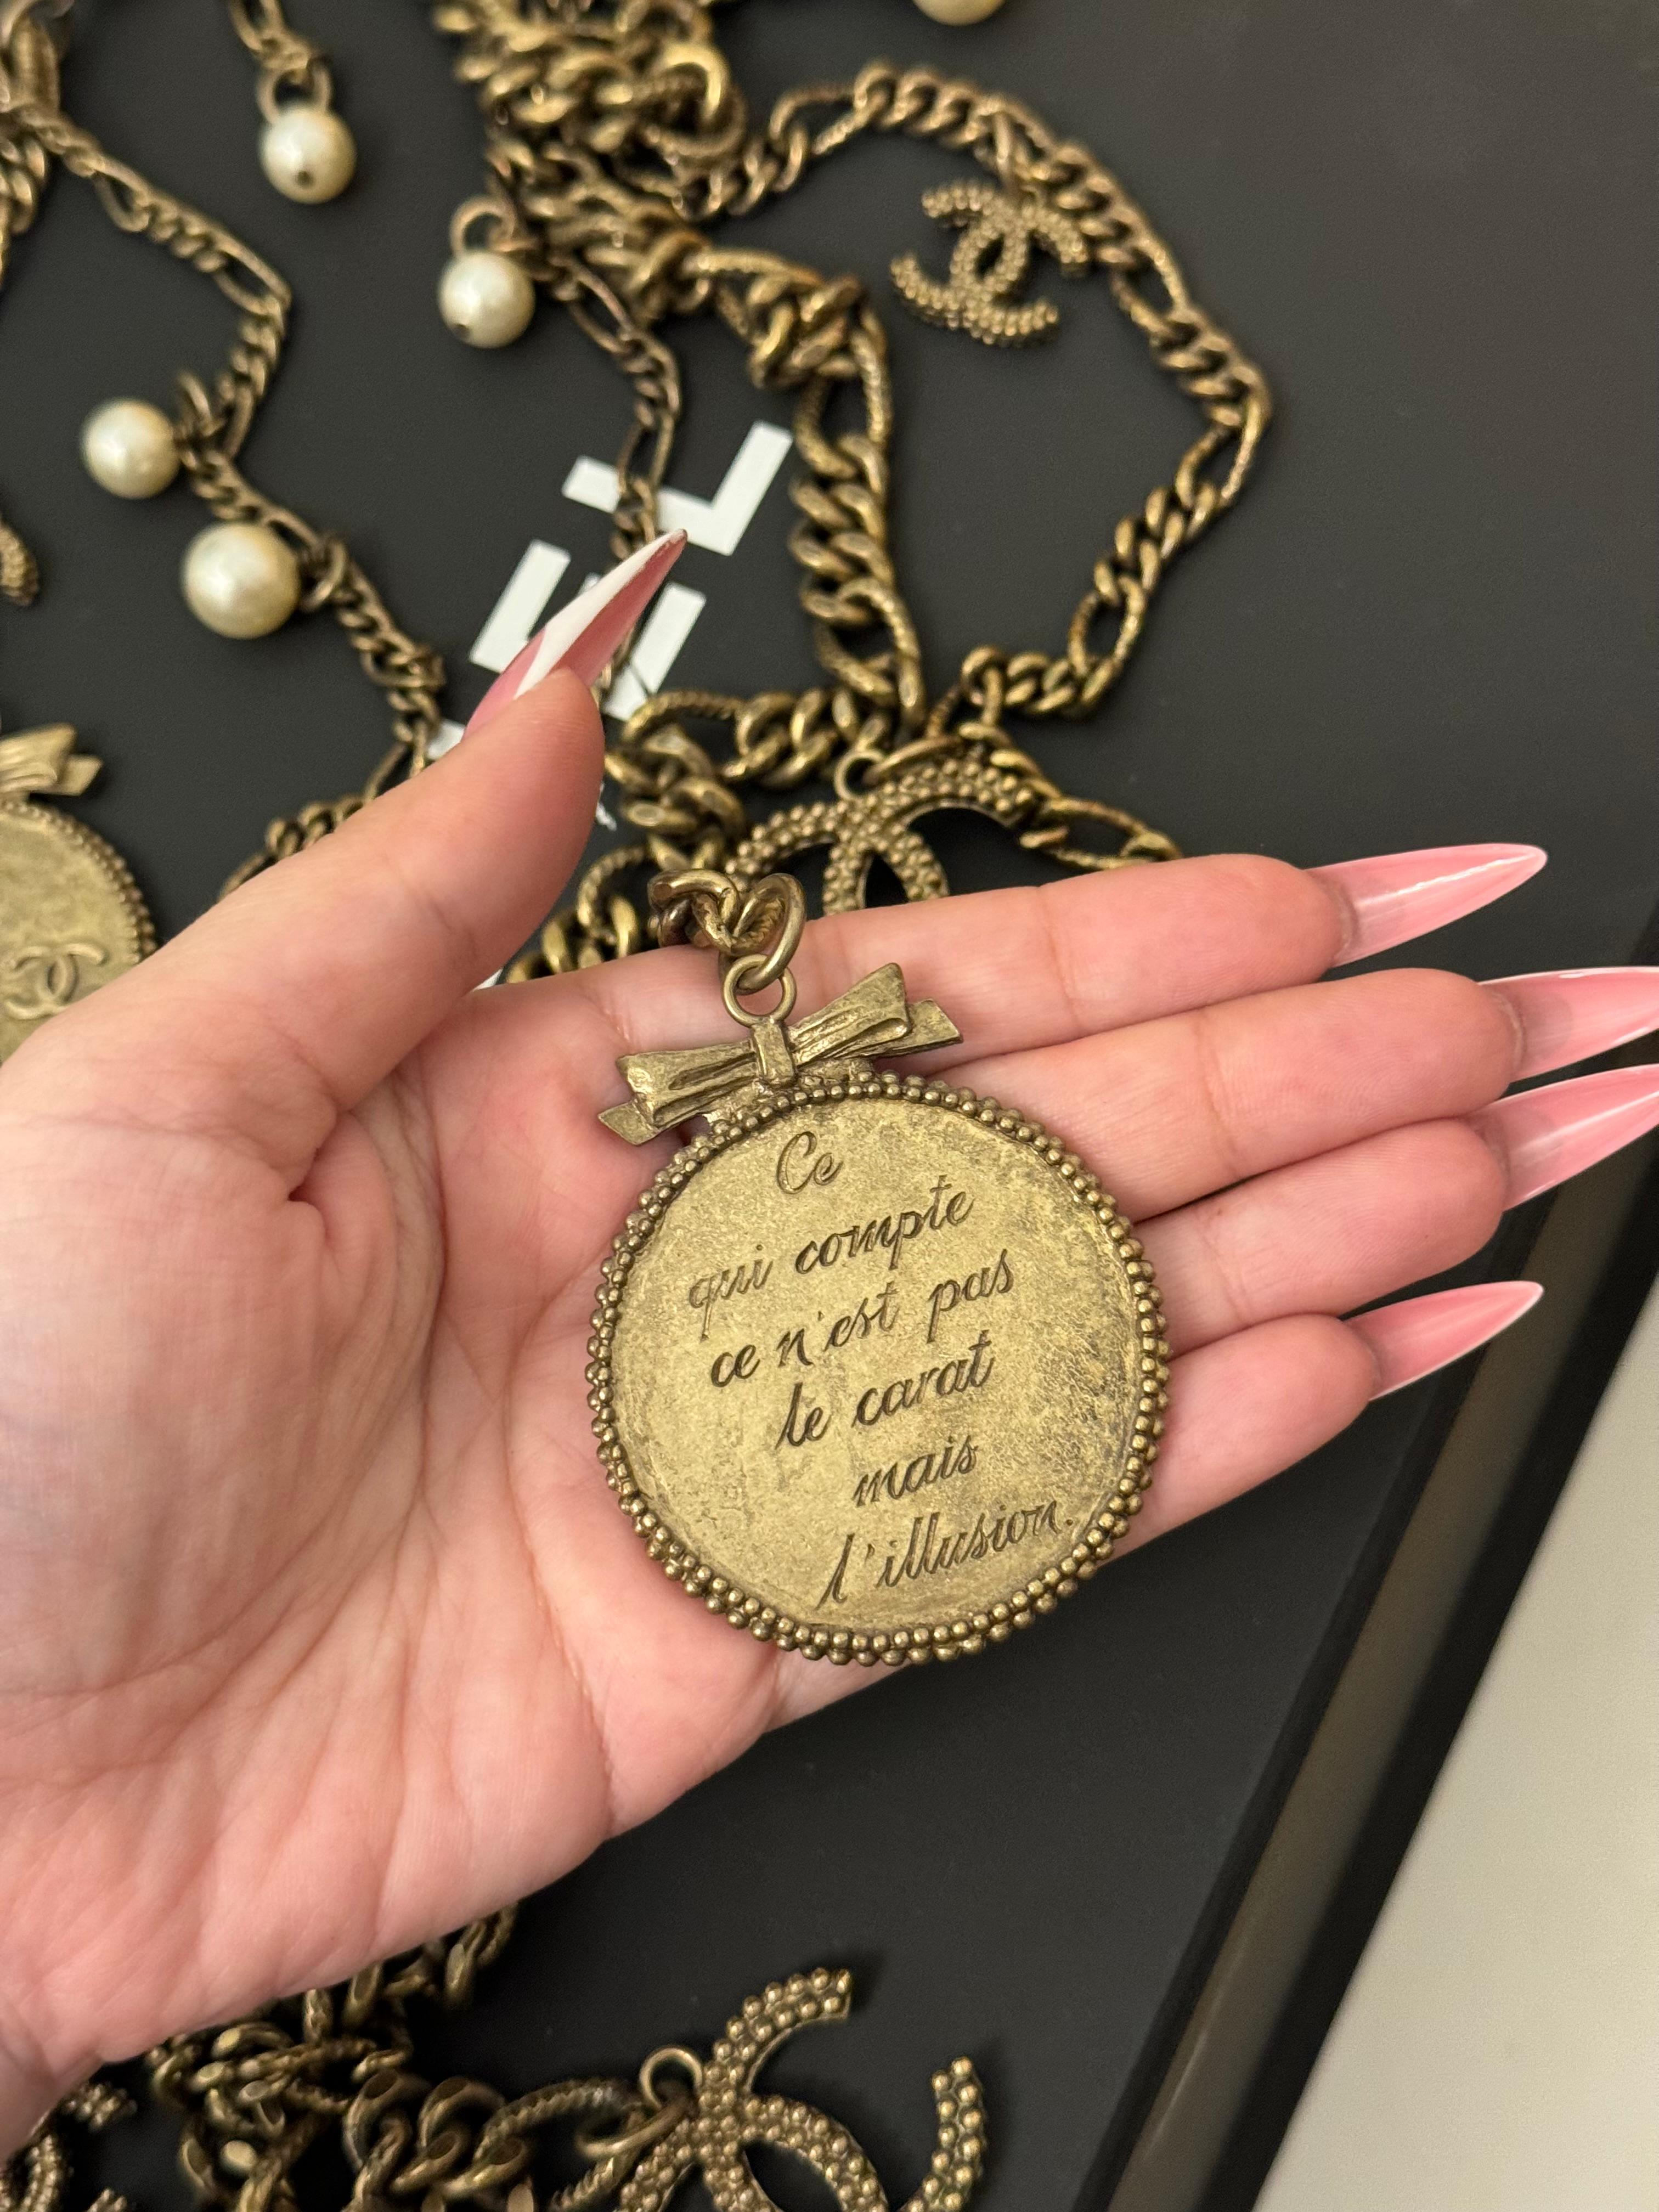 Ce
qui compte
ce n'est pas
le carat
mais
l'illusion.